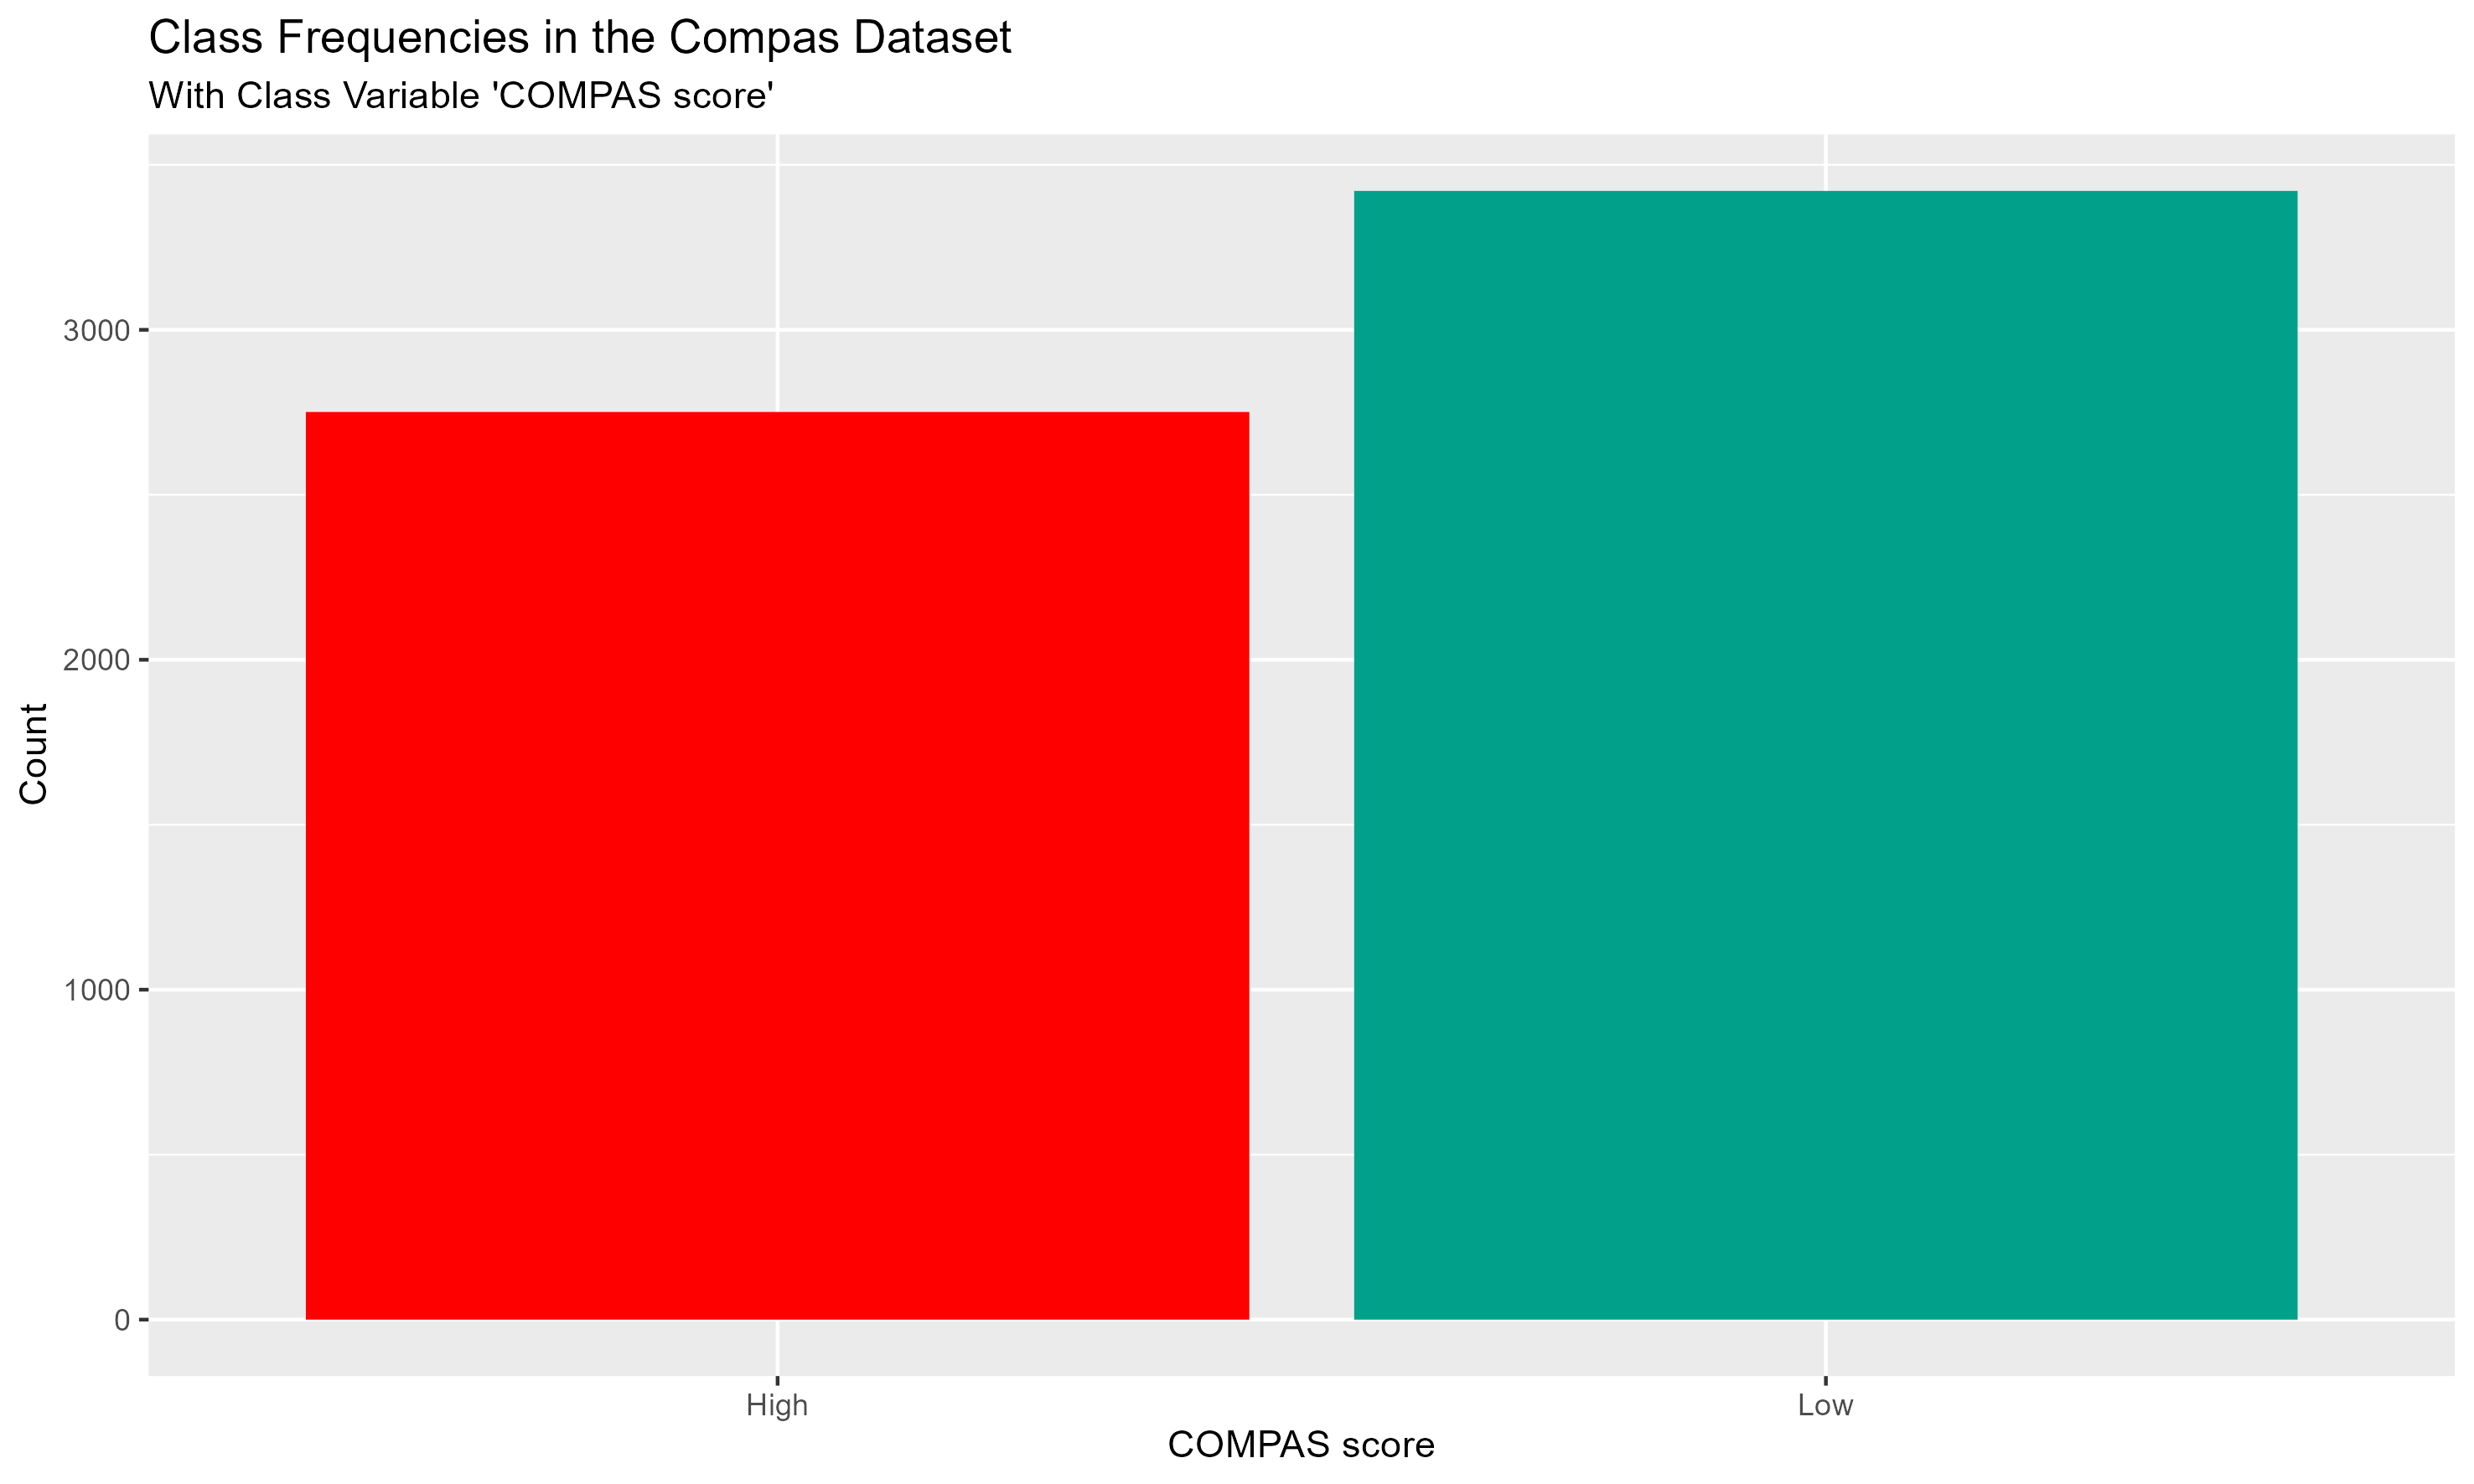 Class Frequencies in the Compas Dataset
With Class Variable 'COMPAS score'
Count
3000
2000
1000
0
High Low
COMPAS score